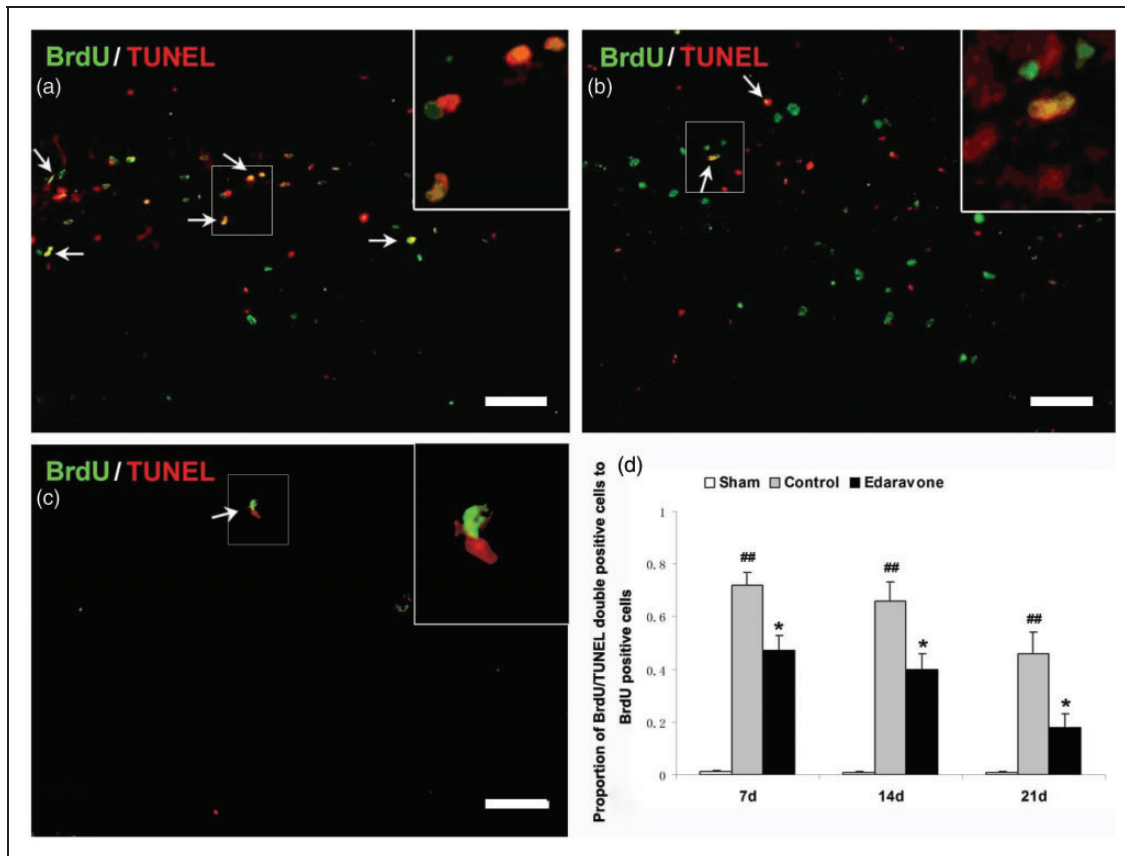 BrdU/TUNEL
(a)
BrdU/TUNEL
(b)
BrdU/TUNEL
(c)
(d)
Sham Control Edaravone
Proportion of BrdU/TUNEL double positive cells to
BrdU positive cells
1
0.8
0.6
0.4
0.2
0
##
*
##
*
##
*
7d
14d
21d